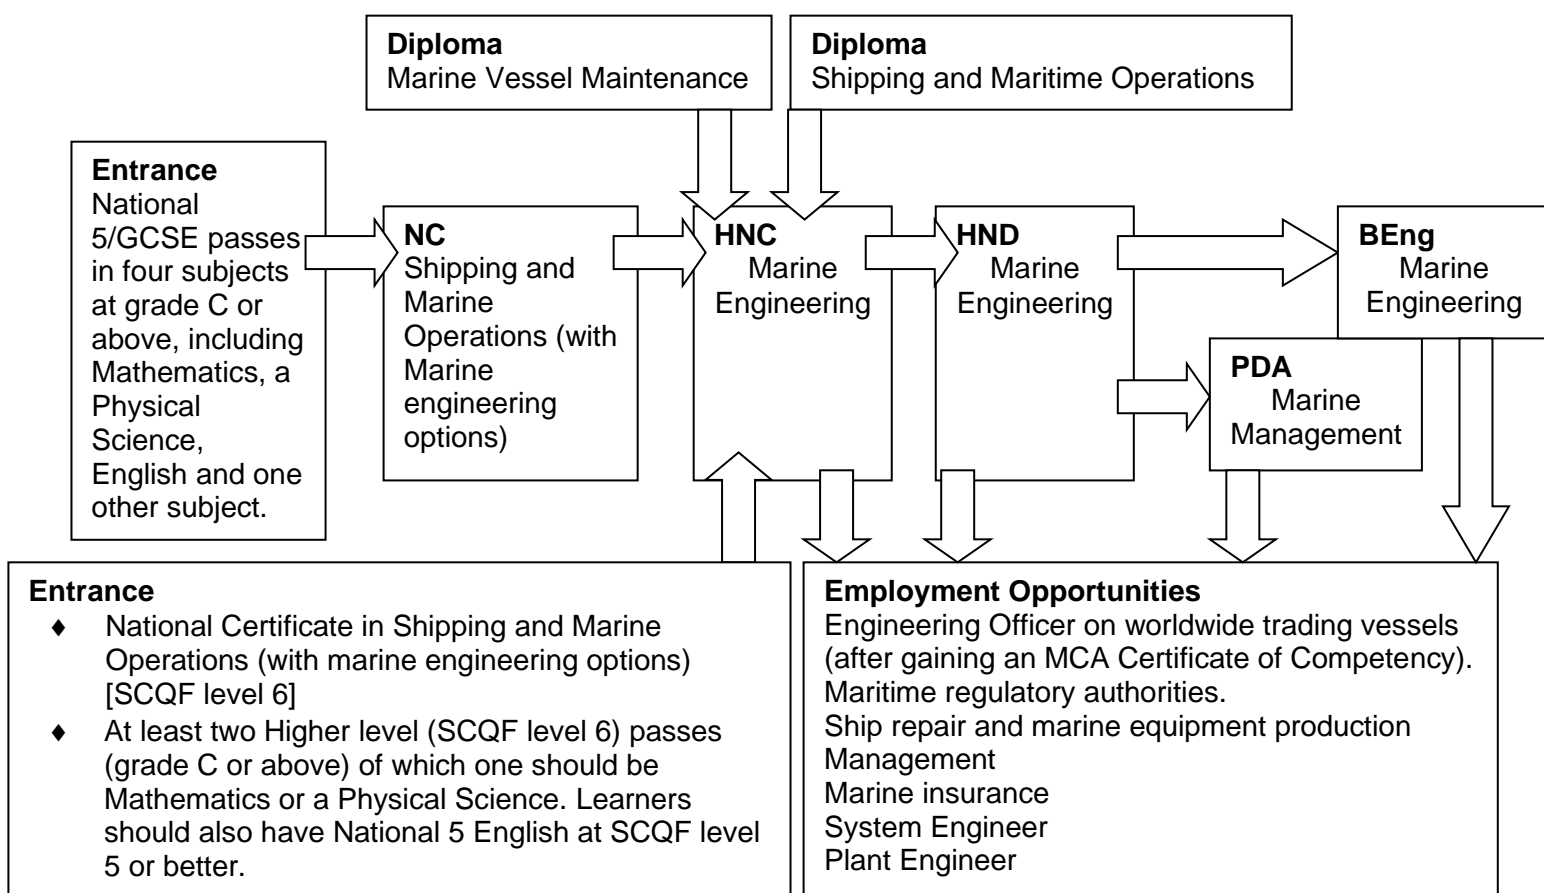 Diploma
Marine Vessel Maintenance
Diploma
Shipping and Maritime Operations
Entrance
National
5/GCSE passes
in four subjects
at grade C or
above, including
Mathematics, a
Physical
Science,
English and one
other subject.
NC
Shipping and
Marine
Operations (with
Marine
engineering
options)
HNC
Marine
Engineering
HND
Marine
Engineering
BEng
Marine
Engineering
PDA
Marine
Management
Entrance
♦ National Certificate in Shipping and Marine
Operations (with marine engineering options)
[SCQF level 6]
♦ At least two Higher level (SCQF level 6) passes
(grade C or above) of which one should be
Mathematics or a Physical Science. Learners
should also have National 5 English at SCQF level
5 or better.
Employment Opportunities
Engineering Officer on worldwide trading vessels
(after gaining an MCA Certificate of Competency).
Maritime regulatory authorities.
Ship repair and marine equipment production
Management
Marine insurance
System Engineer
Plant Engineer